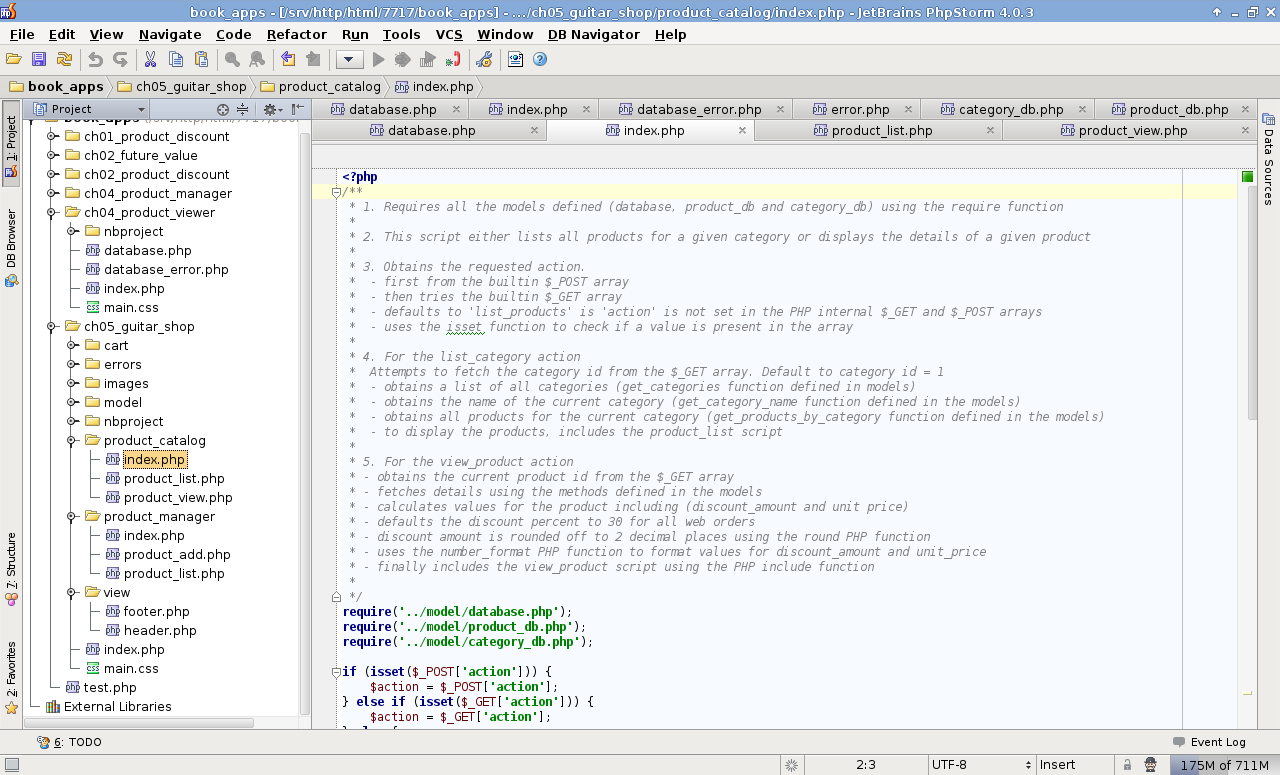 book_apps - [/srv/http/html/7717/book_apps] - .../ch05_guitar_shop/product_catalog/index.php - JetBrains PhpStorm 4.0.3
File Edit View Navigate Code Refactor Run Tools VCS Window DB Navigator Help
book_apps ch05_guitar_shop product_catalog index.php
Project
database.php index.php database_error.php error.php category_db.php product_db.php
database.php index.php product_list.php product_view.php
1: Project
DB Browser
7: Structure
2: Favorites
Data Sources
book_apps (/srv/http/html/7717/book
ch01_product_discount
ch02_future_value
ch02_product_discount
ch04_product_manager
ch04_product_viewer
nbproject
database.php
database_error.php
index.php
main.css
ch05_guitar_shop
cart
errors
images
model
nbproject
product_catalog
index.php
product_list.php
product_view.php
product_manager
index.php
product_add.php
product_list.php
view
footer.php
header.php
index.php
main.css
test.php
External Libraries
<?php
/**
* 1. Requires all the models defined (database, product_db and category_db) using the require function
*
* 2. This script either lists all products for a given category or displays the details of a given product
*
* 3. Obtains the requested action.
*  - first from the builtin $_POST array
*  - then tries the builtin $_GET array
*  - defaults to 'list_products' is 'action' is not set in the PHP internal $_GET and $_POST arrays
*  - uses the isset function to check if a value is present in the array
*
* 4. For the list_category action
*  Attempts to fetch the category id from the $_GET array. Default to category id = 1
*  - obtains a list of all categories (get_categories function defined in models)
*  - obtains the name of the current category (get_category_name function defined in the models)
*  - obtains all products for the current category (get_products_by_category function defined in the models)
*  - to display the products, includes the product_list script
*
* 5. For the view_product action
* - obtains the current product id from the $_GET array
* - fetches details using the methods defined in the models
* - calculates values for the product including (discount_amount and unit price)
* - defaults the discount percent to 30 for all web orders
* - discount amount is rounded off to 2 decimal places using the round PHP function
* - uses the number_format PHP function to format values for discount_amount and unit_price
* - finally includes the view_product script using the PHP include function
*
*/
require('../model/database.php');
require('../model/product_db.php');
require('../model/category_db.php');
if (isset($_POST['action'])) {
$action = $_POST['action'];
} else if (isset($_GET['action'])) {
$action = $_GET['action'];
} else {
6: TODO
Event Log
2:3 UTF-8 Insert 175M of 711M